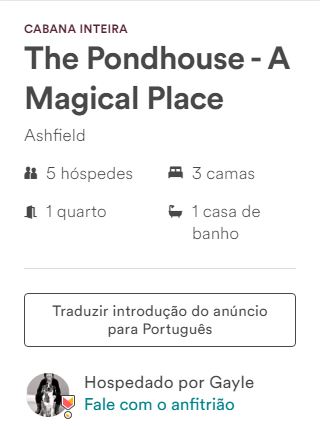 CABANA INTEIRA
The Pondhouse - A
Magical Place
Ashfield
5 hóspedes
3 camas
1 quarto
1 casa de
banho
Traduzir introdução do anúncio
para Português
Hospedado por Gayle
Fale com o anfitrião